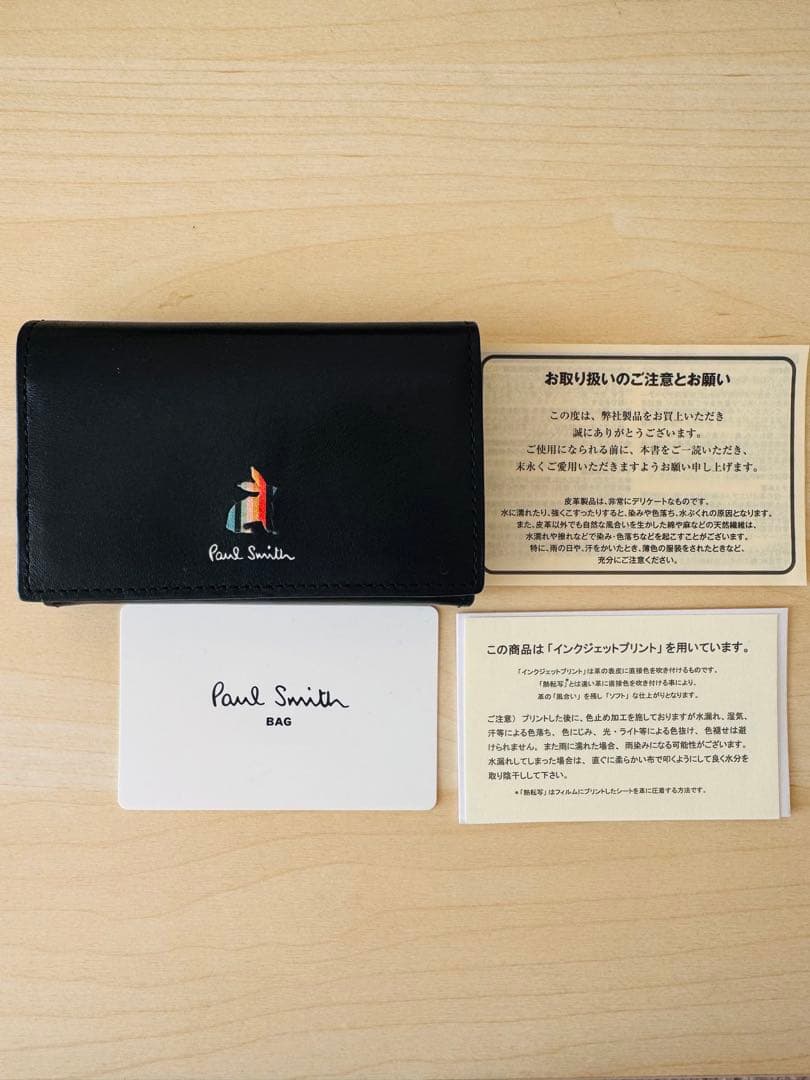 Paul Smith
お取り扱いのご注意とお願い
この度は、弊社製品をお買上いただき
誠にありがとうございます。
ご使用になられる前に、本書をご一読いただき、
末永くご愛用いただきますようお願い申し上げます。
皮革製品は、非常にデリケートなものです。
水に濡れたり、強くこすったりすると、染みや色落ち、水ぶくれの原因となります。
また、皮革以外でも自然な風合いを生かした綿や麻などの天然繊維は、
水濡れや擦れなどで染み・色落ちなどを起こすことがございます。
特に、雨の日や、汗をかいたとき、薄色の服装をされたときなど、
充分にご注意ください。
Paul Smith
BAG
この商品は「インクジェットプリント」を用いています。
「インクジェットプリント」は革の表皮に直接色を吹き付けるものです。
「熱転写」*とは違い革に直接色を吹き付ける事により、
革の「風合い」を残し「ソフト」な仕上がりとなります。
ご注意） プリントした後に、色止め加工を施しておりますが水漏れ、湿気、
汗等による色落ち、色にじみ、光・ライト等による色抜け、色褪せは避
けられません。また雨に濡れた場合、雨染みになる可能性がございます。
水漏れしてしまった場合は、直ぐに柔らかい布で叩くようにして良く水分を
取り陰干しして下さい。
*「熱転写」はフィルムにプリントしたシートを革に圧着する方法です。